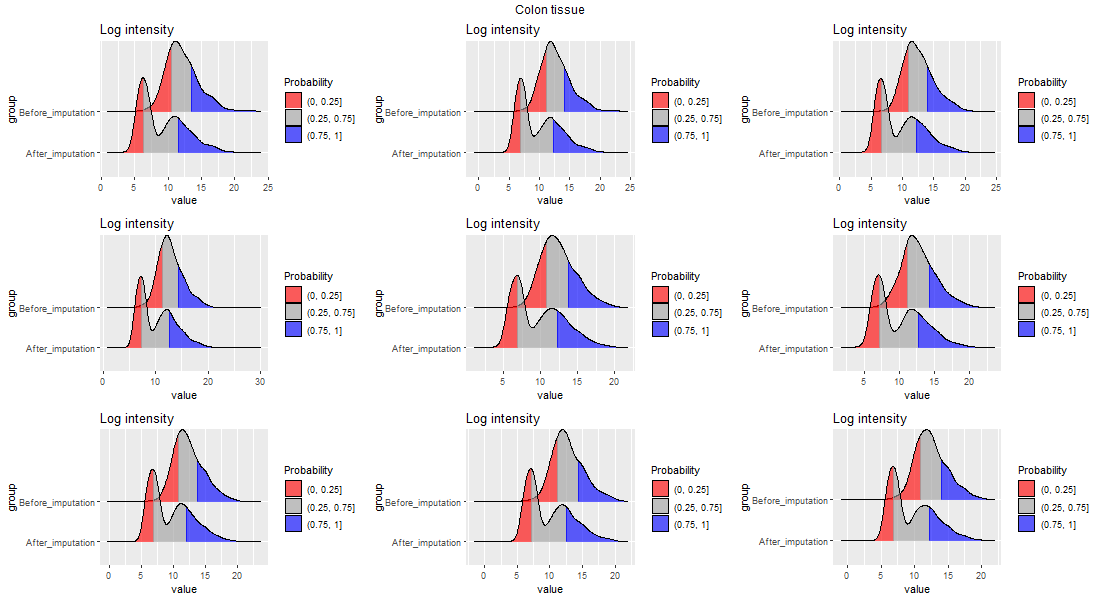 Colon tissue
Log intensity
Log intensity
Log intensity
group
Before_imputation
After_imputation
0 5 10 15 20 25
value
Probability
(0, 0.25]
(0.25, 0.75]
(0.75, 1]
group
Before_imputation
After_imputation
0 5 10 15 20 25
value
Probability
(0, 0.25]
(0.25, 0.75]
(0.75, 1]
group
Before_imputation
After_imputation
0 5 10 15 20 25
value
Probability
(0, 0.25]
(0.25, 0.75]
(0.75, 1]
Log intensity
Log intensity
Log intensity
group
Before_imputation
After_imputation
0 10 20 30
value
Probability
(0, 0.25]
(0.25, 0.75]
(0.75, 1]
group
Before_imputation
After_imputation
5 10 15 20
value
Probability
(0, 0.25]
(0.25, 0.75]
(0.75, 1]
group
Before_imputation
After_imputation
5 10 15 20
value
Probability
(0, 0.25]
(0.25, 0.75]
(0.75, 1]
Log intensity
Log intensity
Log intensity
group
Before_imputation
After_imputation
0 5 10 15 20
value
Probability
(0, 0.25]
(0.25, 0.75]
(0.75, 1]
group
Before_imputation
After_imputation
0 5 10 15 20
value
Probability
(0, 0.25]
(0.25, 0.75]
(0.75, 1]
group
Before_imputation
After_imputation
0 5 10 15 20
value
Probability
(0, 0.25]
(0.25, 0.75]
(0.75, 1]